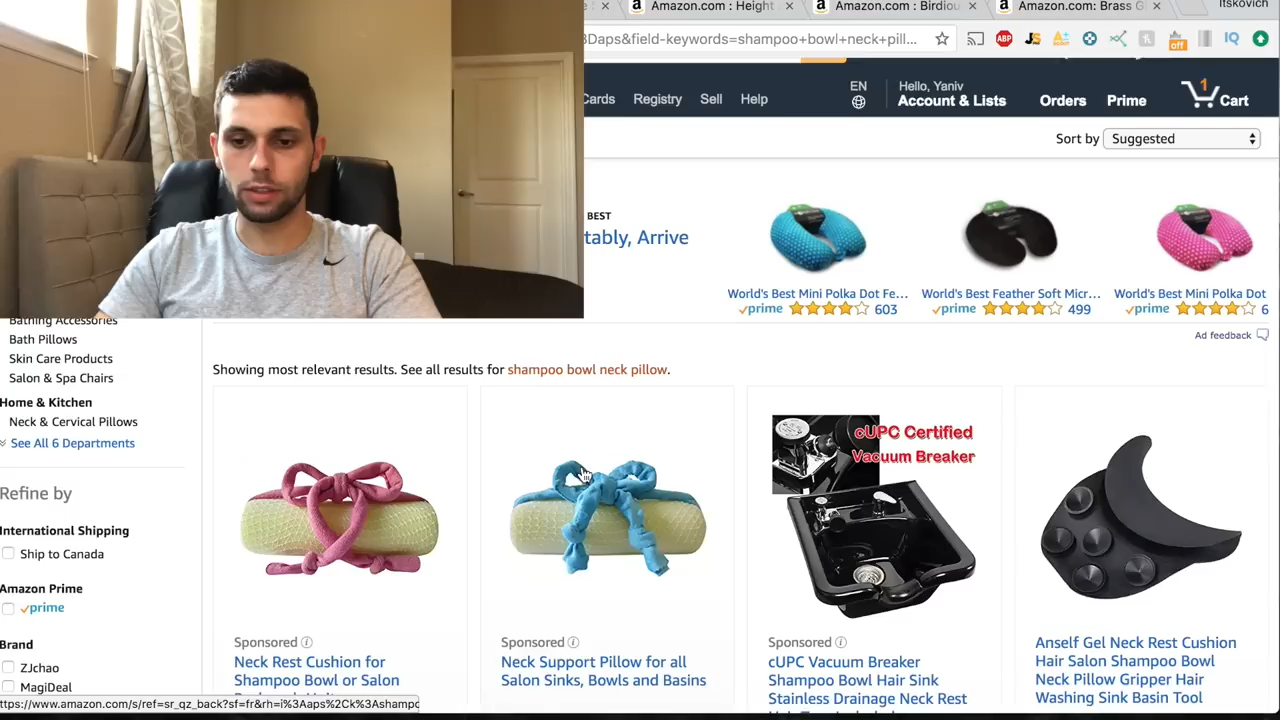 Amazon.com : Height
Amazon.com : Birdiou
Amazon.com: Brass G
Itskovich
3Daps&field-keywords=shampoo+bowl+neck+pill...
ABP
JS
off
IQ
Cards
Registry
Sell
Help
EN
Hello, Yaniv
Account & Lists
Orders
Prime
1
Cart
Sort by
Suggested
BEST
tably, Arrive
World's Best Mini Polka Dot Fe...
prime 603
World's Best Feather Soft Micr...
prime 499
World's Best Mini Polka Dot
prime 6
Ad feedback
Bathing Accessories
Bath Pillows
Skin Care Products
Salon & Spa Chairs
Home & Kitchen
Neck & Cervical Pillows
See All 6 Departments
Refine by
International Shipping
Ship to Canada
Amazon Prime
prime
Brand
ZJchao
MagiDeal
Showing most relevant results. See all results for shampoo bowl neck pillow.
Sponsored
Neck Rest Cushion for
Shampoo Bowl or Salon
Sponsored
Neck Support Pillow for all
Salon Sinks, Bowls and Basins
cUPC Certified
Vacuum Breaker
Sponsored
cUPC Vacuum Breaker
Shampoo Bowl Hair Sink
Stainless Drainage Neck Rest
Anself Gel Neck Rest Cushion
Hair Salon Shampoo Bowl
Neck Pillow Gripper Hair
Washing Sink Basin Tool
ttps://www.amazon.com/s/ref=sr_qz_back?sf=fr&rh=i%3Aaps%2Ck%3Ashampo